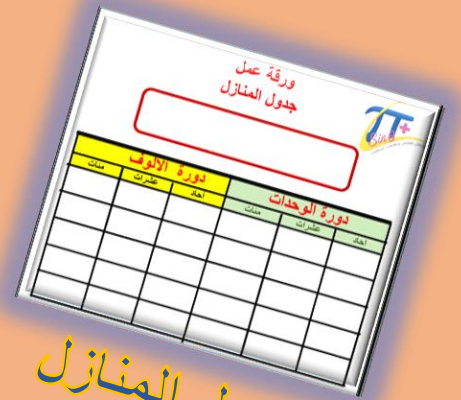 ورقة عمل
جدول المنازل
دورة الوحدات دورة الألوف
آحاد عشرات مئات آحاد عشرات مئات
المنازل